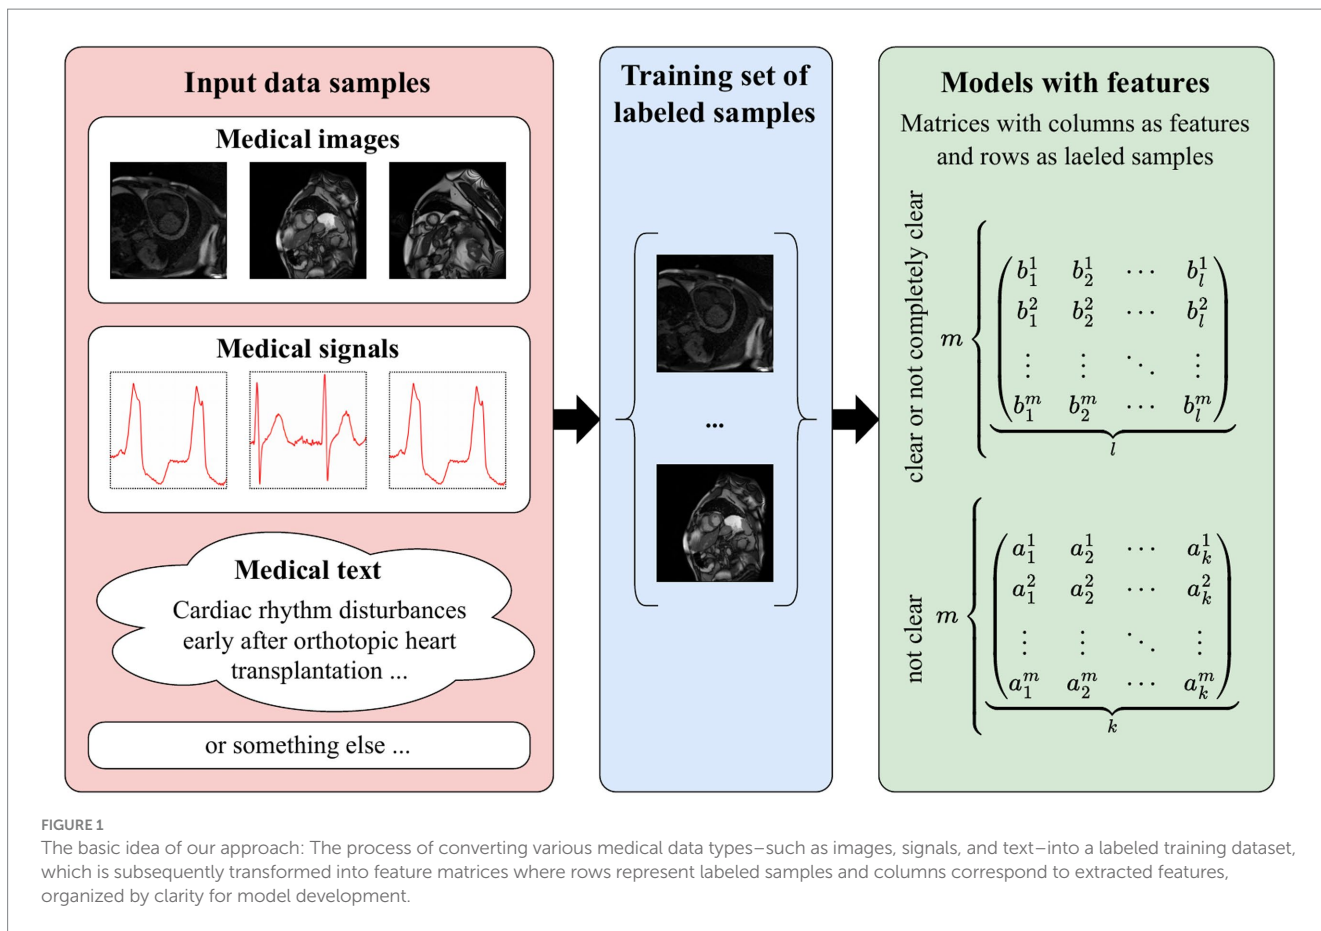 Input data samples
Medical images
Medical signals
Medical text
Cardiac rhythm disturbances
early after orthotopic heart
transplantation ...
or something else ...
Training set of
labeled samples
...
Models with features
Matrices with columns as features
and rows as laeled samples
clear or not completely clear
m
b_1^1 b_2^1 ⋯ b_l^1
b_1^2 b_2^2 ⋯ b_l^2
⋮ ⋮ ⋱ ⋮
b_1^m b_2^m ⋯ b_l^m
l
not clear
m
a_1^1 a_2^1 ⋯ a_k^1
a_1^2 a_2^2 ⋯ a_k^2
⋮ ⋮ ⋱ ⋮
a_1^m a_2^m ⋯ a_k^m
k
FIGURE 1
The basic idea of our approach: The process of converting various medical data types–such as images, signals, and text–into a labeled training dataset,
which is subsequently transformed into feature matrices where rows represent labeled samples and columns correspond to extracted features,
organized by clarity for model development.